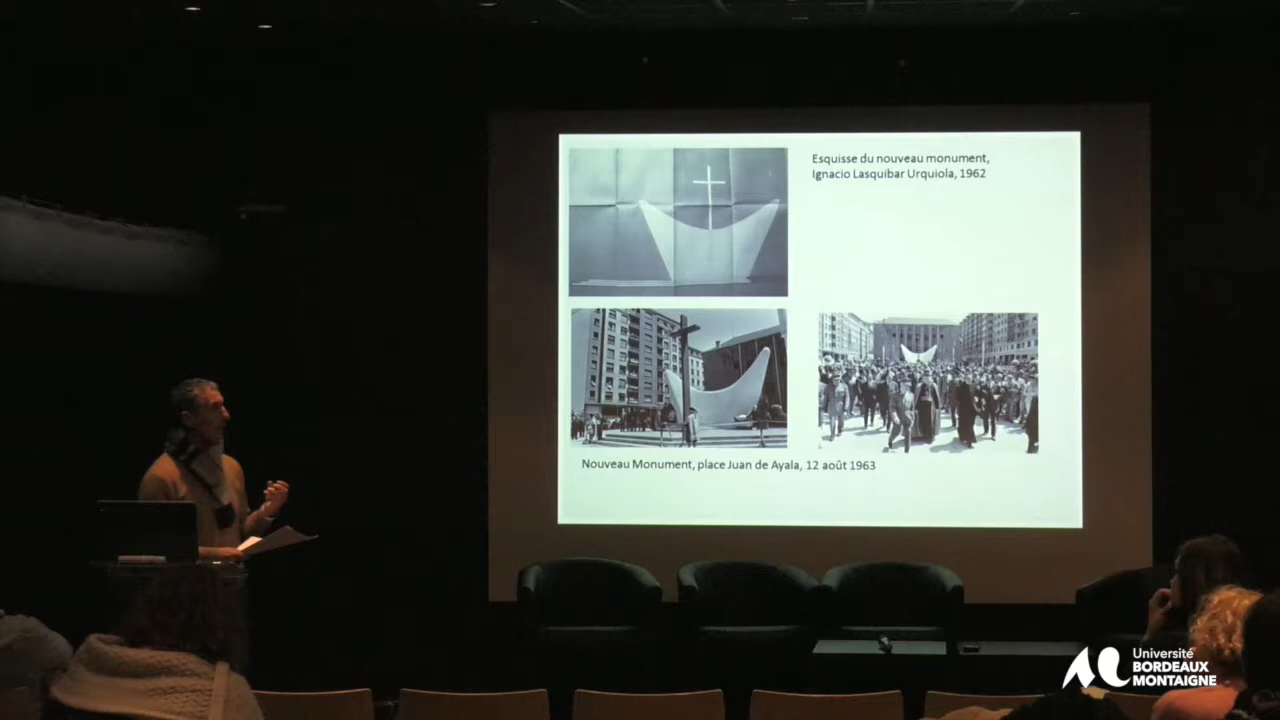 Esquisse du nouveau monument,
Ignacio Lasquibar Urquiola, 1962
Nouveau Monument, place Juan de Ayala, 12 août 1963
Université
BORDEAUX
MONTAIGNE